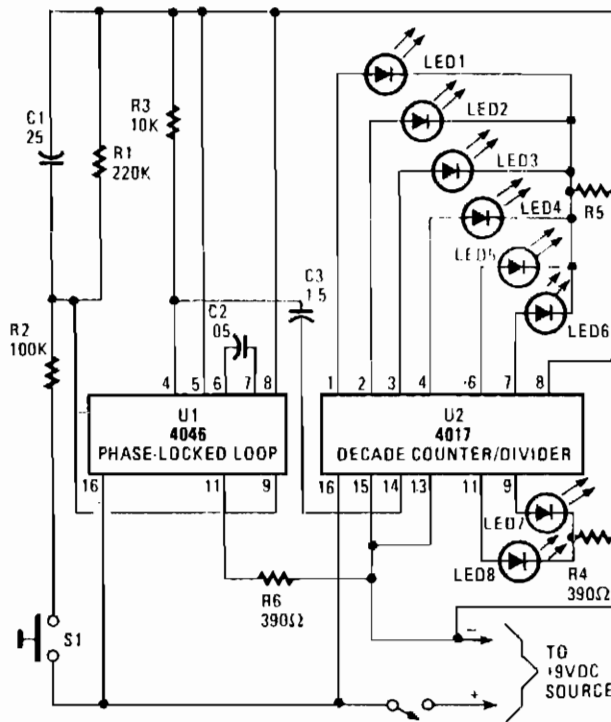 LED1
LED2
LED3
LED4
LED5
LED6
R5
R3
10K
C1
25
R1
220K
C3
1.5
C2
.05
R2
100K
4 5 6 7 8
1 2 3 4 6 7 8
U1
4046
PHASE-LOCKED LOOP
U2
4017
DECADE COUNTER/DIVIDER
16 11 9
16 15 14 13 11 9
LED7
LED8
R4
390Ω
R6
390Ω
S1
−
+
TO
+9VDC
SOURCE